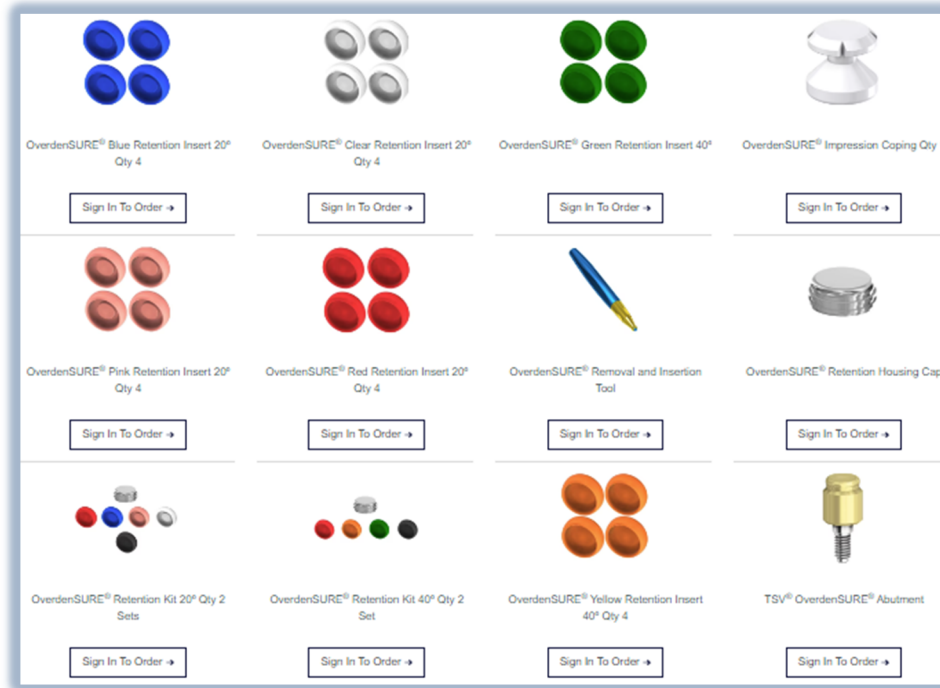 OverdenSURE® Blue Retention Insert 20°
Qty 4
OverdenSURE® Clear Retention Insert 20°
Qty 4
OverdenSURE® Green Retention Insert 40°
OverdenSURE® Impression Coping Qty
Sign In To Order →
Sign In To Order →
Sign In To Order →
Sign In To Order →
OverdenSURE® Pink Retention Insert 20°
Qty 4
OverdenSURE® Red Retention Insert 20°
Qty 4
OverdenSURE® Removal and Insertion
Tool
OverdenSURE® Retention Housing Cap
Sign In To Order →
Sign In To Order →
Sign In To Order →
Sign In To Order →
OverdenSURE® Retention Kit 20° Qty 2
Sets
OverdenSURE® Retention Kit 40° Qty 2
Set
OverdenSURE® Yellow Retention Insert
40° Qty 4
TSV® OverdenSURE® Abutment
Sign In To Order →
Sign In To Order →
Sign In To Order →
Sign In To Order →